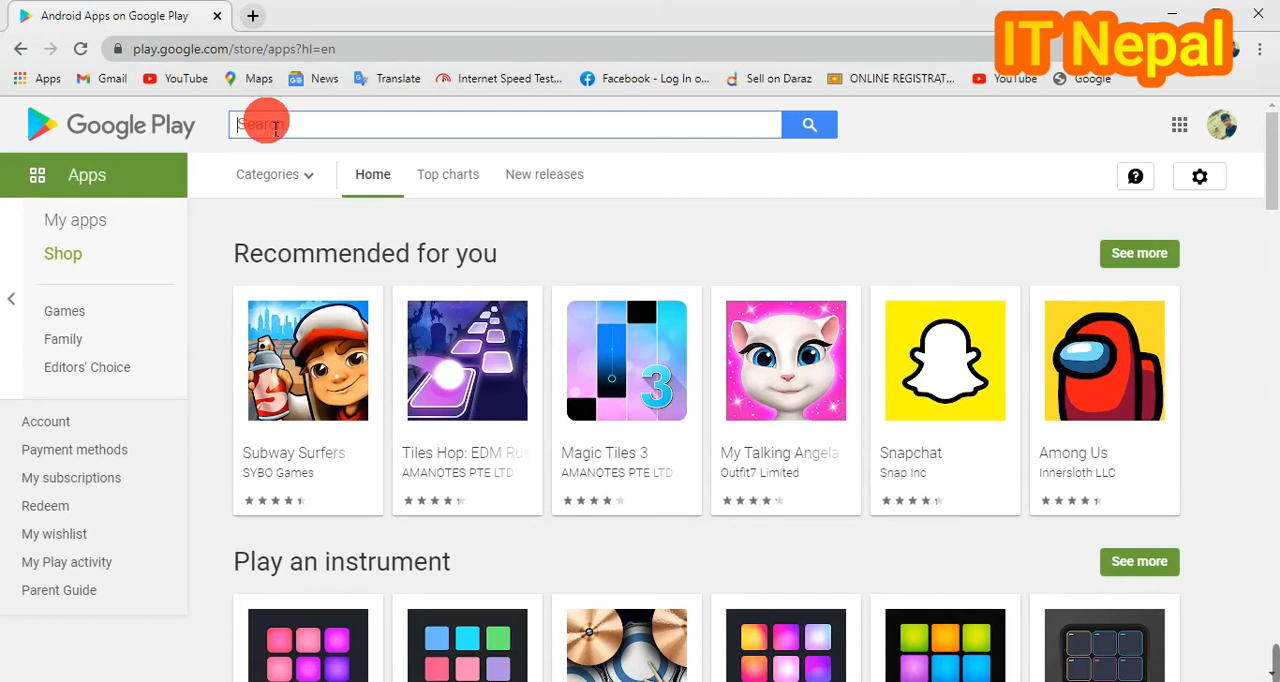 Android Apps on Google Play
play.google.com/store/apps?hl=en
IT Nepal
Apps Gmail YouTube Maps News Translate Internet Speed Test... Facebook - Log In o... Sell on Daraz ONLINE REGISTRAT... YouTube Google
Google Play
Search
Apps
Categories Home Top charts New releases
My apps
Shop
Games
Family
Editors' Choice
Account
Payment methods
My subscriptions
Redeem
My wishlist
My Play activity
Parent Guide
Recommended for you
See more
3
Subway Surfers
SYBO Games
Tiles Hop: EDM Rus
AMANOTES PTE LTD
Magic Tiles 3
AMANOTES PTE LTD
My Talking Angela
Outfit7 Limited
Snapchat
Snap Inc
Among Us
Innersloth LLC
Play an instrument
See more